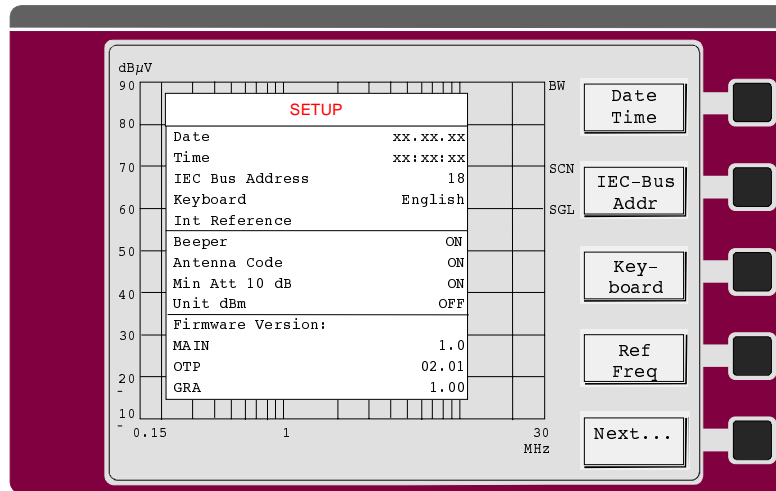 dBµV
90
80
70
60
50
40
30
20
-
10
-
0.15
1
30
MHz
SETUP
Date xx.xx.xx
Time xx:xx:xx
IEC Bus Address 18
Keyboard English
Int Reference
Beeper ON
Antenna Code ON
Min Att 10 dB ON
Unit dBm OFF
Firmware Version:
MAIN 1.0
OTP 02.01
GRA 1.00
BW
SCN
SGL
Date
Time
IEC-Bus
Addr
Key-
board
Ref
Freq
Next...